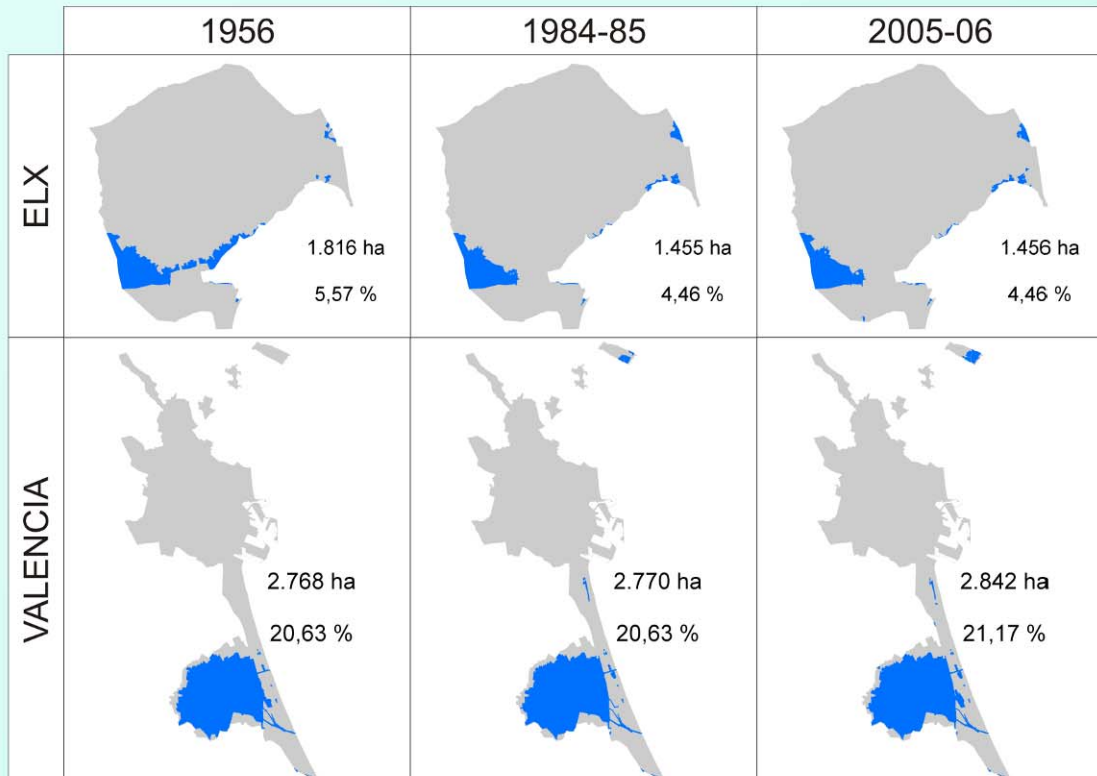 1956
1984-85
2005-06
ELX
1.816 ha
5,57 %
1.455 ha
4,46 %
1.456 ha
4,46 %
VALENCIA
2.768 ha
20,63 %
2.770 ha
20,63 %
2.842 ha
21,17 %